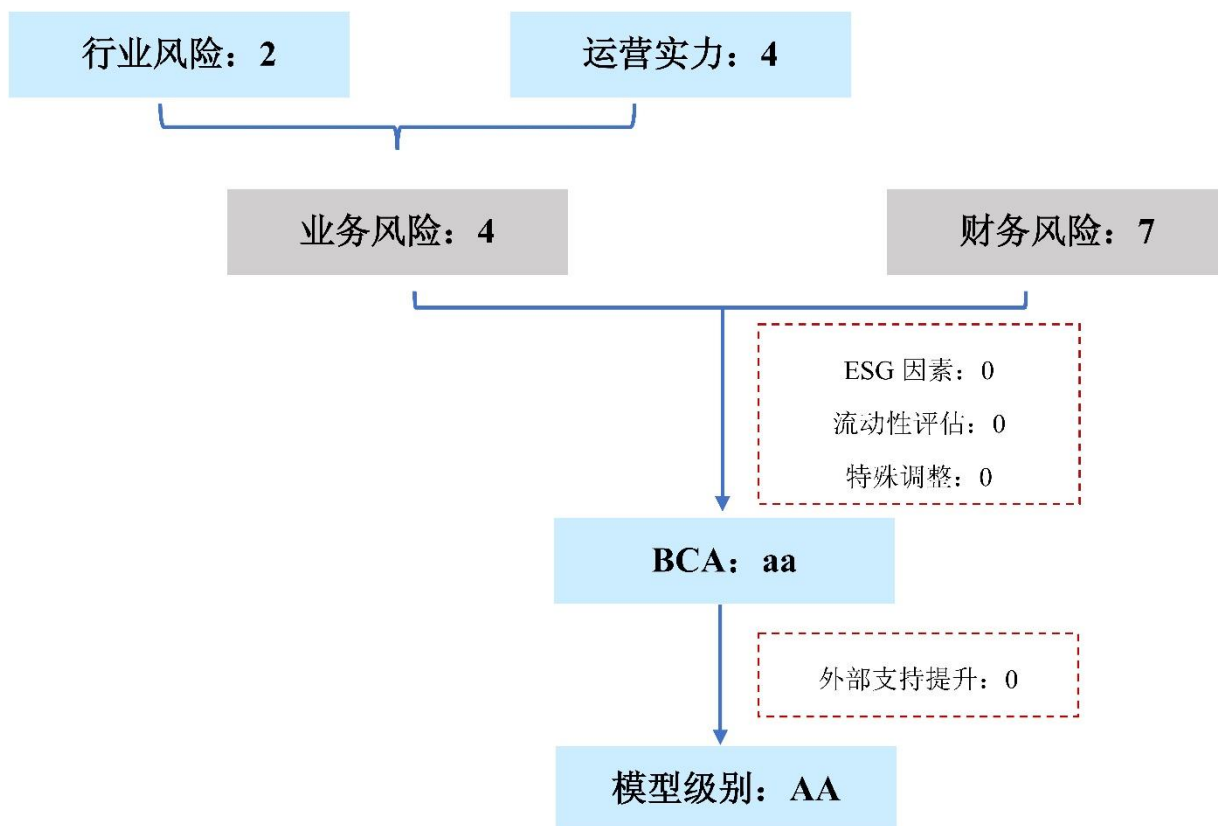 行业风险：2
运营实力：4
业务风险：4
财务风险：7
ESG 因素：0
流动性评估：0
特殊调整：0
BCA：aa
外部支持提升：0
模型级别：AA